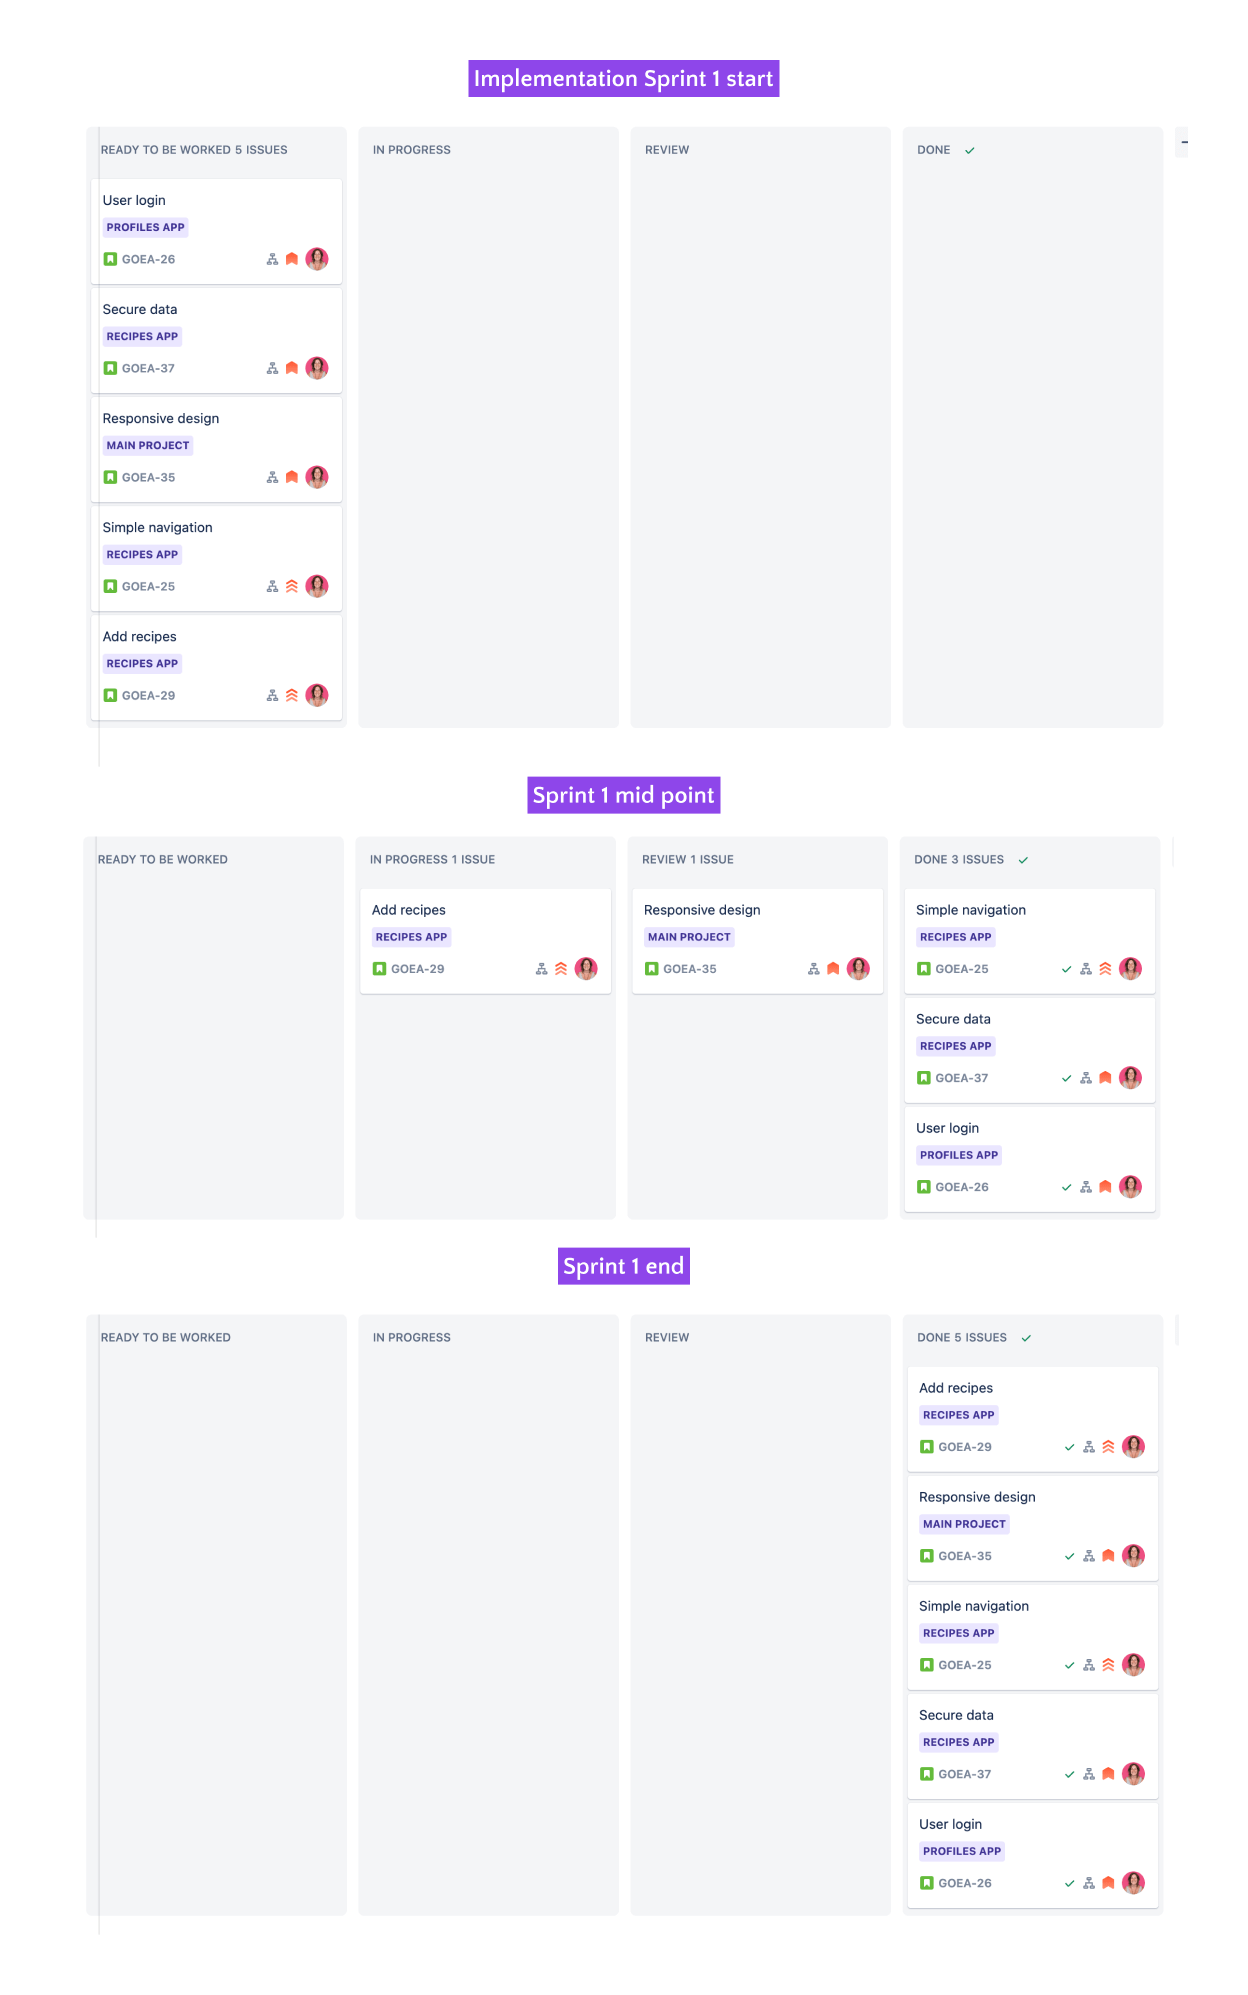 Implementation Sprint 1 start
READY TO BE WORKED 5 ISSUES
User login
PROFILES APP
GOEA-26
Secure data
RECIPES APP
GOEA-37
Responsive design
MAIN PROJECT
GOEA-35
Simple navigation
RECIPES APP
GOEA-25
Add recipes
RECIPES APP
GOEA-29
IN PROGRESS
REVIEW
DONE
Sprint 1 mid point
READY TO BE WORKED
IN PROGRESS 1 ISSUE
Add recipes
RECIPES APP
GOEA-29
REVIEW 1 ISSUE
Responsive design
MAIN PROJECT
GOEA-35
DONE 3 ISSUES
Simple navigation
RECIPES APP
GOEA-25
Secure data
RECIPES APP
GOEA-37
User login
PROFILES APP
GOEA-26
Sprint 1 end
READY TO BE WORKED
IN PROGRESS
REVIEW
DONE 5 ISSUES
Add recipes
RECIPES APP
GOEA-29
Responsive design
MAIN PROJECT
GOEA-35
Simple navigation
RECIPES APP
GOEA-25
Secure data
RECIPES APP
GOEA-37
User login
PROFILES APP
GOEA-26